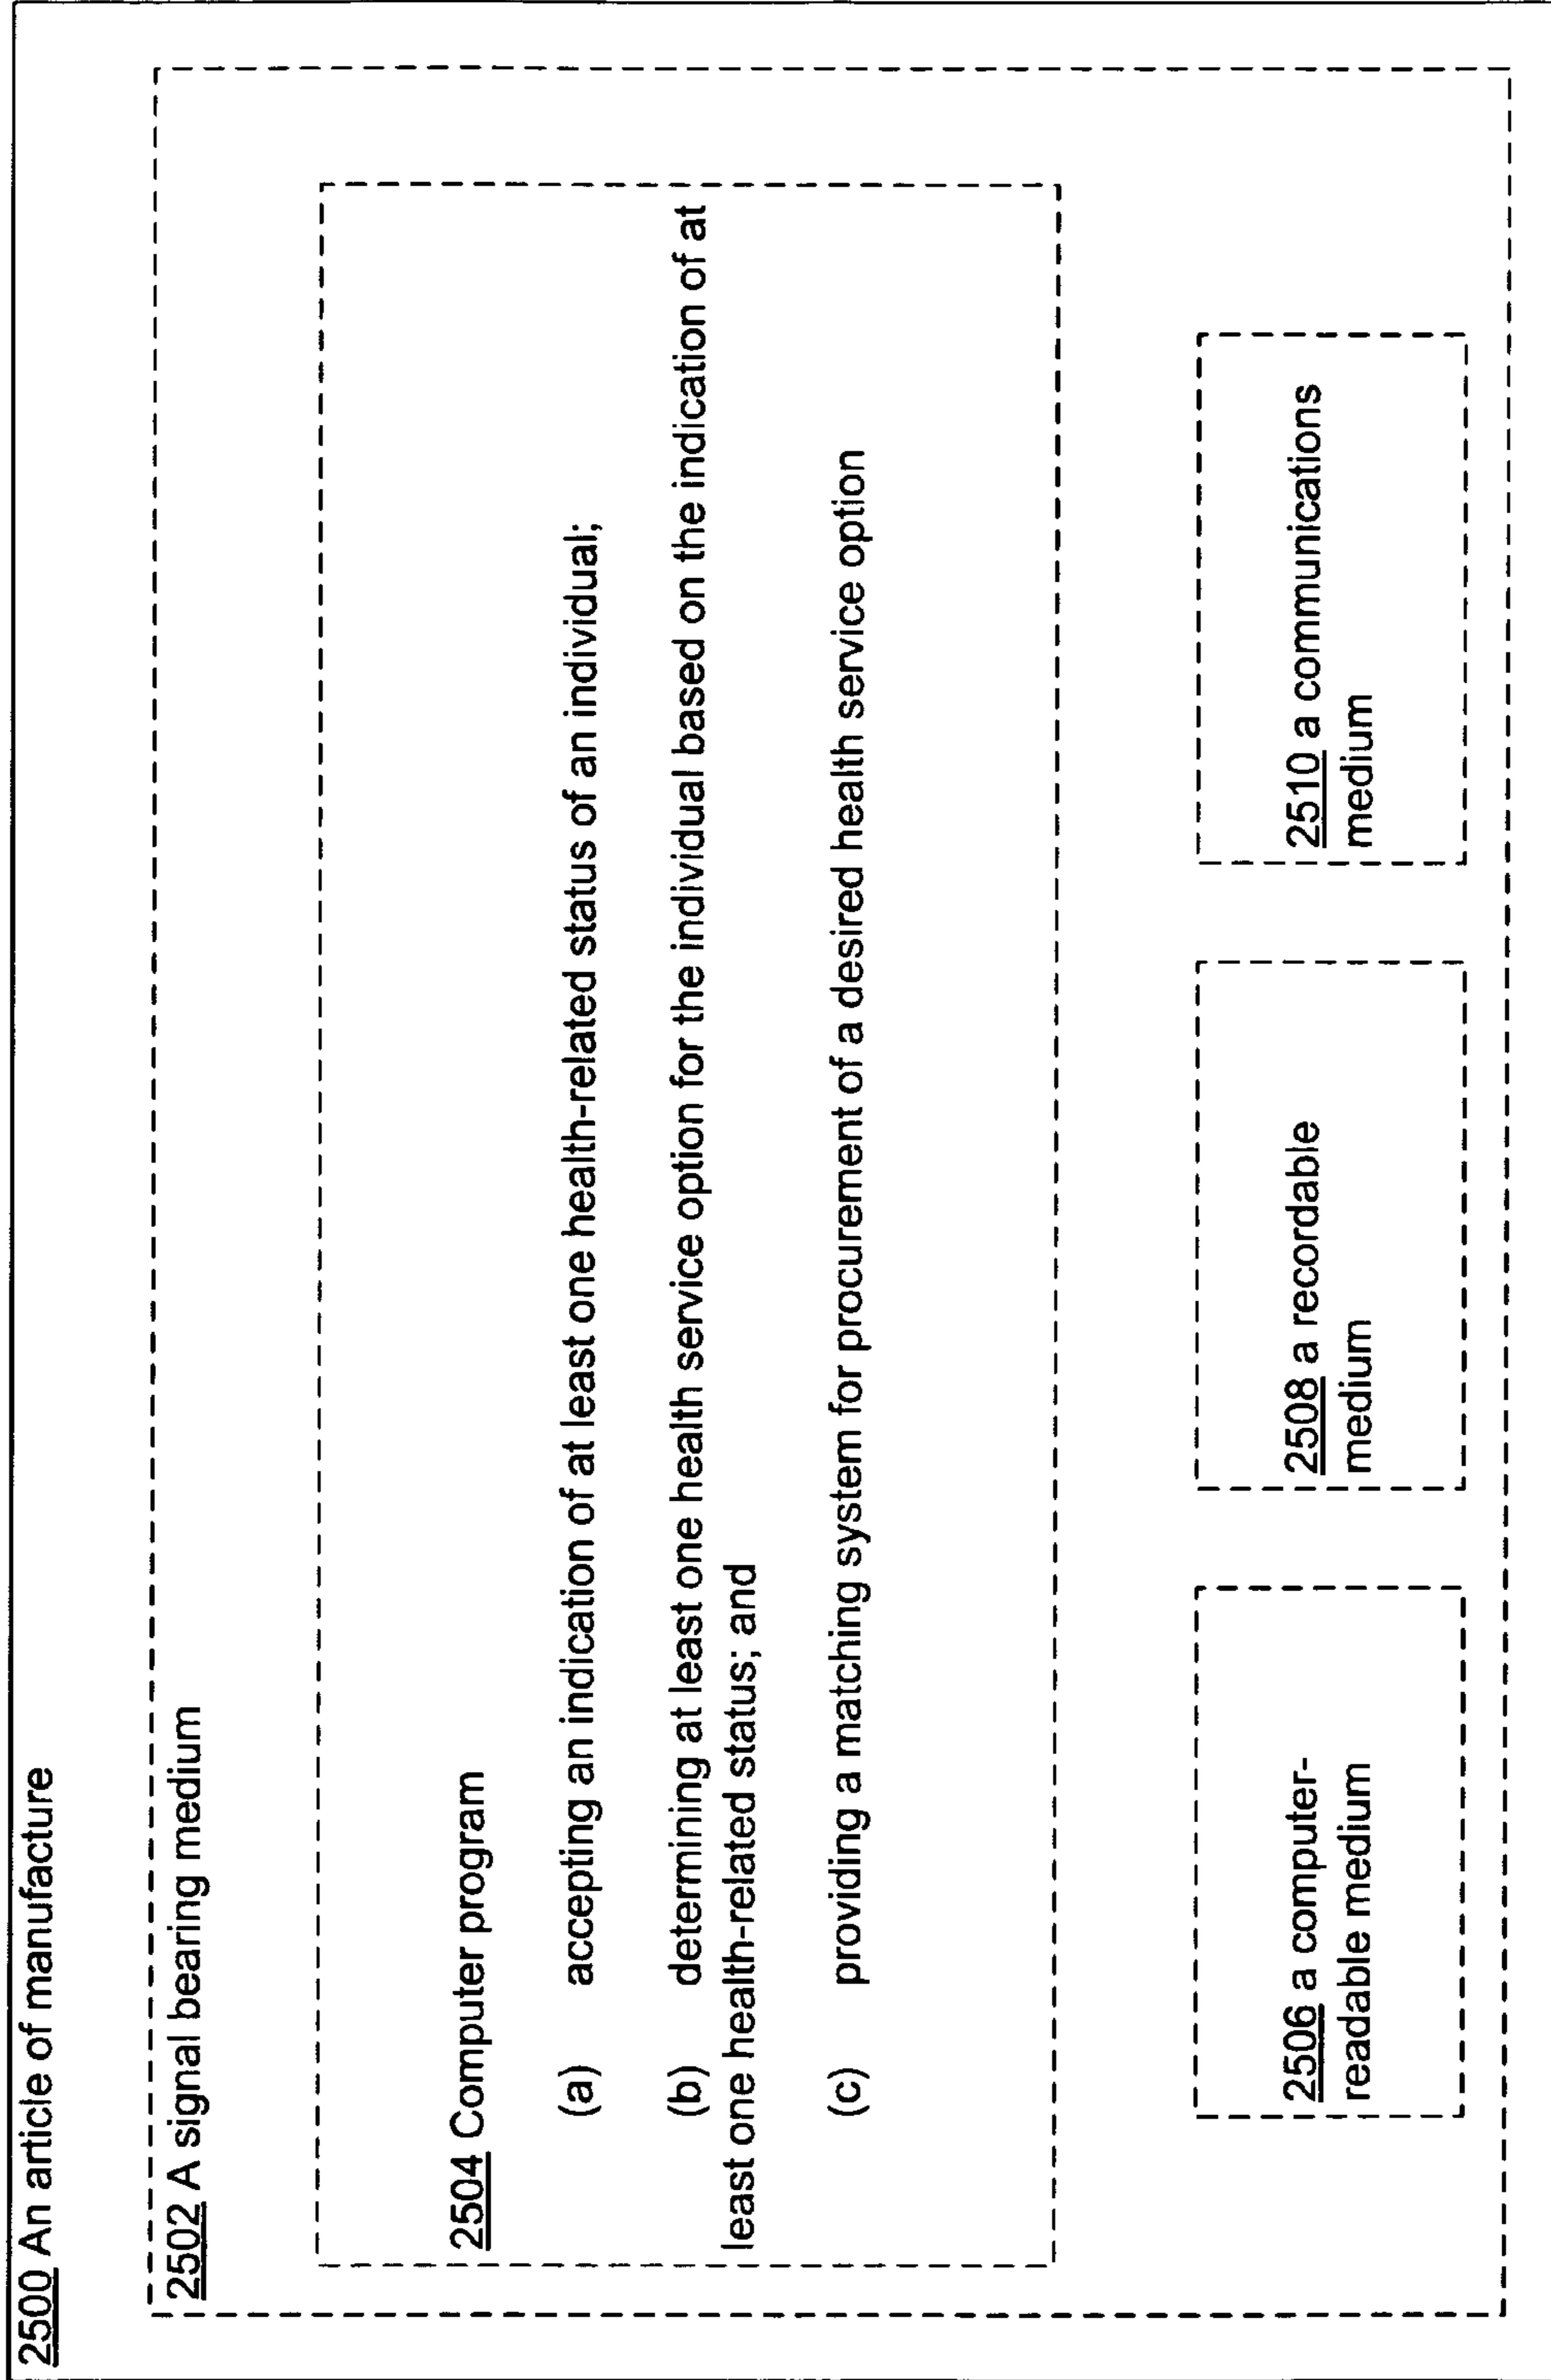 2500 An article of manufacture
2502 A signal bearing medium
2504 Computer program
(a) accepting an indication of at least one health-related status of an individual;
(b) determining at least one health service option for the individual based on the indication of at
least one health-related status; and
(c) providing a matching system for procurement of a desired health service option
2506 a computer-
readable medium
2508 a recordable
medium
2510 a communications
medium